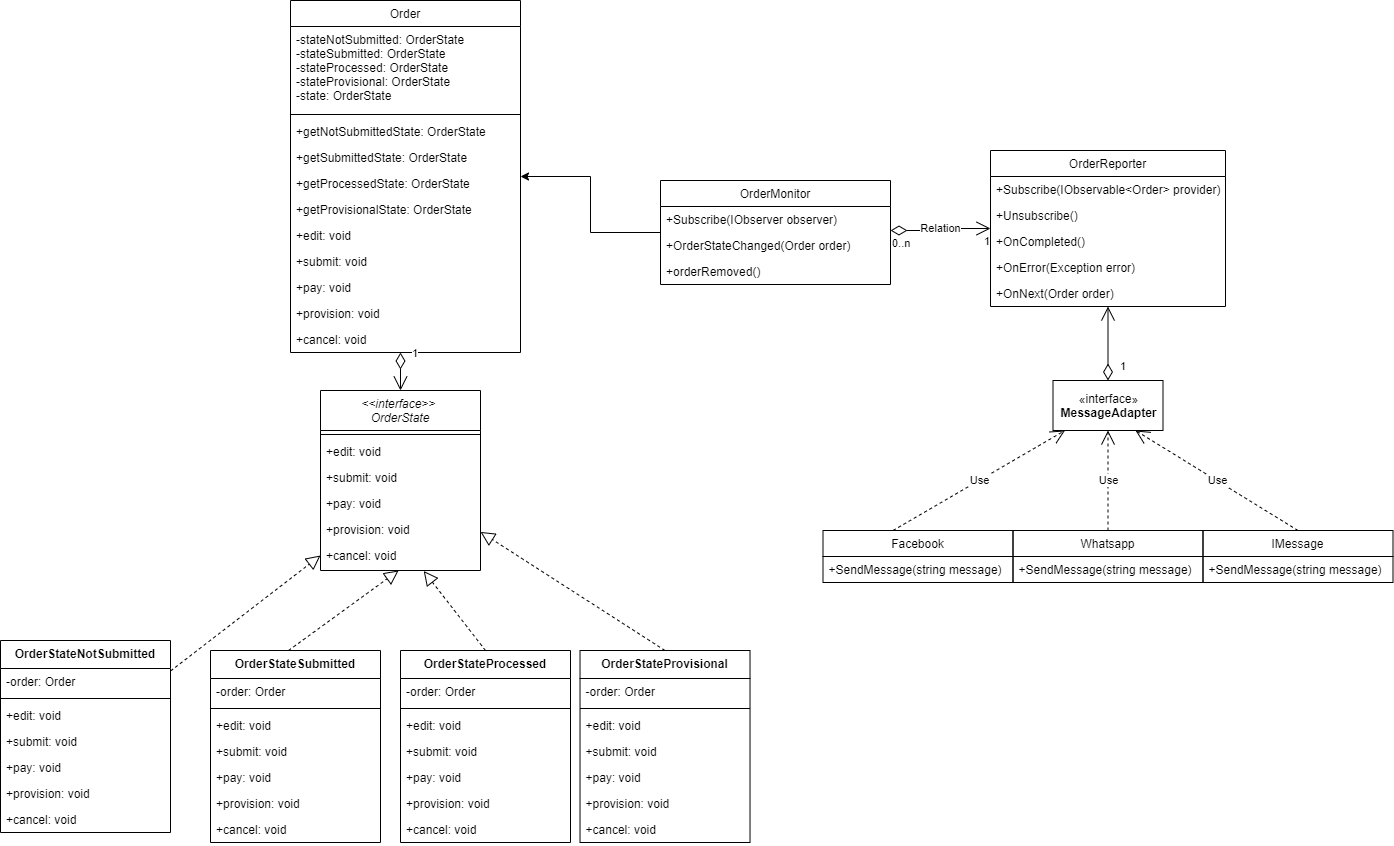 Order
-stateNotSubmitted: OrderState
-stateSubmitted: OrderState
-stateProcessed: OrderState
-stateProvisional: OrderState
-state: OrderState
+getNotSubmittedState: OrderState
+getSubmittedState: OrderState
+getProcessedState: OrderState
+getProvisionalState: OrderState
+edit: void
+submit: void
+pay: void
+provision: void
+cancel: void
1
<<interface>>
OrderState
+edit: void
+submit: void
+pay: void
+provision: void
+cancel: void
OrderMonitor
+Subscribe(IObserver observer)
+OrderStateChanged(Order order)
+orderRemoved()
0..n
Relation
1
OrderReporter
+Subscribe(IObservable<Order> provider)
+Unsubscribe()
+OnCompleted()
+OnError(Exception error)
+OnNext(Order order)
1
«interface»
MessageAdapter
Use
Use
Use
Facebook
+SendMessage(string message)
Whatsapp
+SendMessage(string message)
IMessage
+SendMessage(string message)
OrderStateNotSubmitted
-order: Order
+edit: void
+submit: void
+pay: void
+provision: void
+cancel: void
OrderStateSubmitted
-order: Order
+edit: void
+submit: void
+pay: void
+provision: void
+cancel: void
OrderStateProcessed
-order: Order
+edit: void
+submit: void
+pay: void
+provision: void
+cancel: void
OrderStateProvisional
-order: Order
+edit: void
+submit: void
+pay: void
+provision: void
+cancel: void